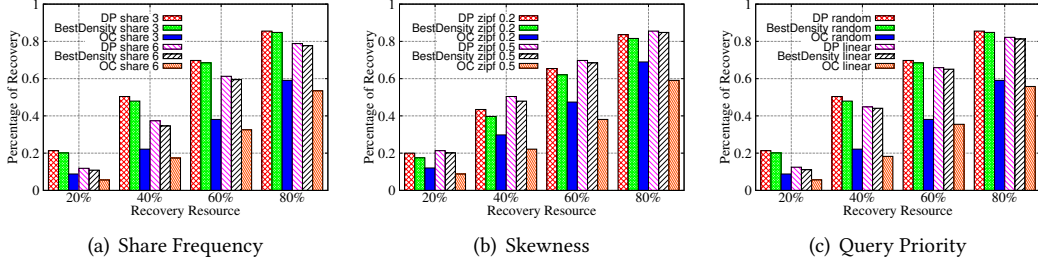 Percentage of Recovery
1
0.8
0.6
0.4
0.2
0
DP share 3
BestDensity share 3
OC share 3
DP share 6
BestDensity share 6
OC share 6
20%
40%
60%
80%
Recovery Resource
(a) Share Frequency
Percentage of Recovery
1
0.8
0.6
0.4
0.2
0
DP zipf 0.2
BestDensity zipf 0.2
OC zipf 0.2
DP zipf 0.5
BestDensity zipf 0.5
OC zipf 0.5
20%
40%
60%
80%
Recovery Resource
(b) Skewness
Percentage of Recovery
1
0.8
0.6
0.4
0.2
0
DP random
BestDensity random
OC random
DP linear
BestDensity linear
OC linear
20%
40%
60%
80%
Recovery Resource
(c) Query Priority